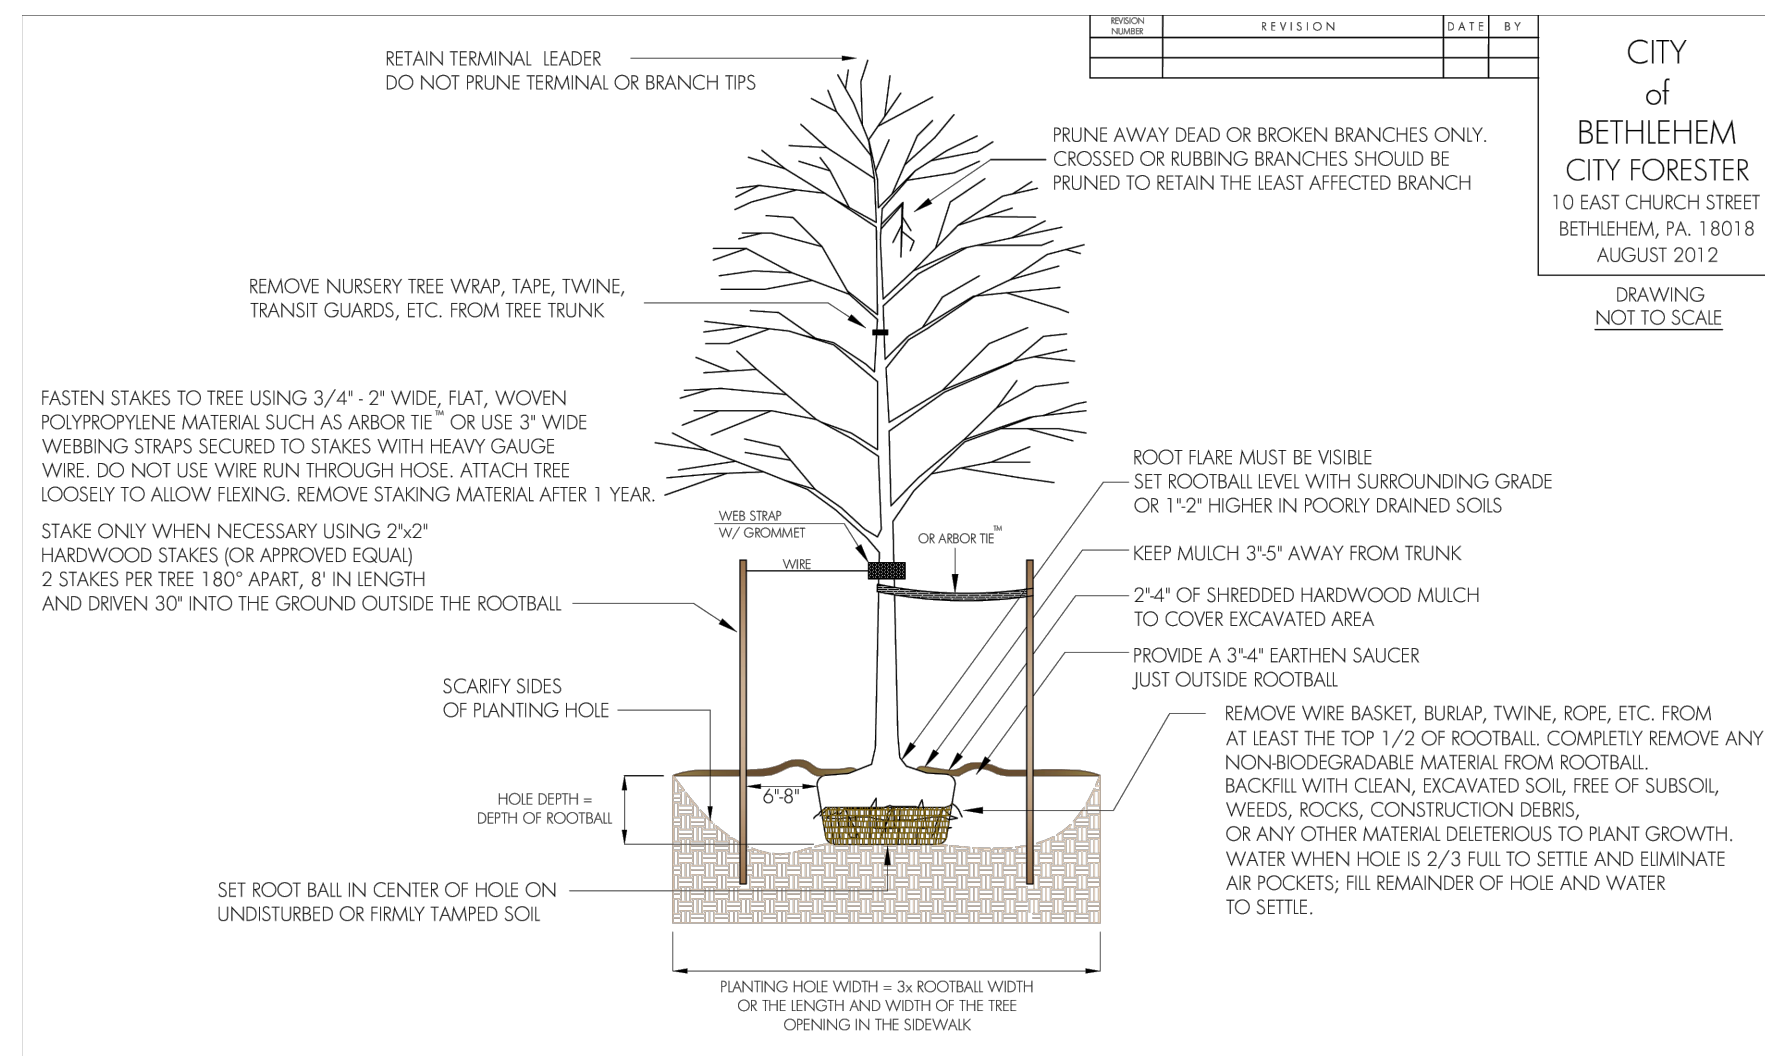 REVISION
NUMBER
REVISION
DATE
BY
CITY
of
BETHLEHEM
CITY FORESTER
10 EAST CHURCH STREET
BETHLEHEM, PA. 18018
AUGUST 2012
DRAWING
NOT TO SCALE
RETAIN TERMINAL LEADER
DO NOT PRUNE TERMINAL OR BRANCH TIPS
PRUNE AWAY DEAD OR BROKEN BRANCHES ONLY.
CROSSED OR RUBBING BRANCHES SHOULD BE
PRUNED TO RETAIN THE LEAST AFFECTED BRANCH
REMOVE NURSERY TREE WRAP, TAPE, TWINE,
TRANSIT GUARDS, ETC. FROM TREE TRUNK
FASTEN STAKES TO TREE USING 3/4" - 2" WIDE, FLAT, WOVEN
POLYPROPYLENE MATERIAL SUCH AS ARBOR TIE™ OR USE 3" WIDE
WEBBING STRAPS SECURED TO STAKES WITH HEAVY GAUGE
WIRE. DO NOT USE WIRE RUN THROUGH HOSE. ATTACH TREE
LOOSELY TO ALLOW FLEXING. REMOVE STAKING MATERIAL AFTER 1 YEAR.
STAKE ONLY WHEN NECESSARY USING 2"x2"
HARDWOOD STAKES (OR APPROVED EQUAL)
2 STAKES PER TREE 180° APART, 8' IN LENGTH
AND DRIVEN 30" INTO THE GROUND OUTSIDE THE ROOTBALL
WEB STRAP
W/ GROMMET
OR ARBOR TIE™
WIRE
ROOT FLARE MUST BE VISIBLE
SET ROOTBALL LEVEL WITH SURROUNDING GRADE
OR 1"-2" HIGHER IN POORLY DRAINED SOILS
KEEP MULCH 3"-5" AWAY FROM TRUNK
2"-4" OF SHREDDED HARDWOOD MULCH
TO COVER EXCAVATED AREA
PROVIDE A 3"-4" EARTHEN SAUCER
JUST OUTSIDE ROOTBALL
SCARIFY SIDES
OF PLANTING HOLE
REMOVE WIRE BASKET, BURLAP, TWINE, ROPE, ETC. FROM
AT LEAST THE TOP 1/2 OF ROOTBALL. COMPLETLY REMOVE ANY
NON-BIODEGRADABLE MATERIAL FROM ROOTBALL.
BACKFILL WITH CLEAN, EXCAVATED SOIL, FREE OF SUBSOIL,
WEEDS, ROCKS, CONSTRUCTION DEBRIS,
OR ANY OTHER MATERIAL DELETERIOUS TO PLANT GROWTH.
WATER WHEN HOLE IS 2/3 FULL TO SETTLE AND ELIMINATE
AIR POCKETS; FILL REMAINDER OF HOLE AND WATER
TO SETTLE.
6"-8"
HOLE DEPTH =
DEPTH OF ROOTBALL
SET ROOT BALL IN CENTER OF HOLE ON
UNDISTURBED OR FIRMLY TAMPED SOIL
PLANTING HOLE WIDTH = 3x ROOTBALL WIDTH
OR THE LENGTH AND WIDTH OF THE TREE
OPENING IN THE SIDEWALK